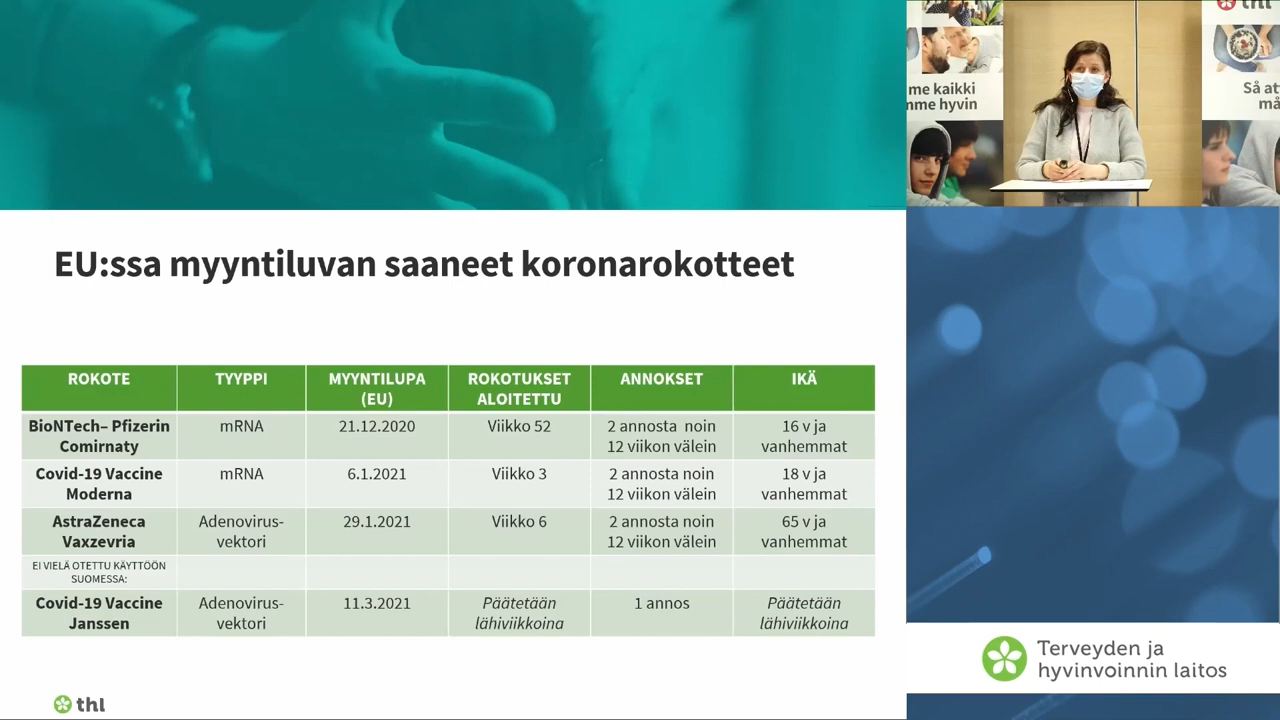 EU:ssa myyntiluvan saaneet koronarokotteet
ROKOTE
TYYPPI
MYYNTILUPA
(EU)
ROKOTUKSET
ALOITETTU
ANNOKSET
IKÄ
BioNTech– Pfizerin
Comirnaty
mRNA
21.12.2020
Viikko 52
2 annosta noin
12 viikon välein
16 v ja
vanhemmat
Covid-19 Vaccine
Moderna
mRNA
6.1.2021
Viikko 3
2 annosta noin
12 viikon välein
18 v ja
vanhemmat
AstraZeneca
Vaxzevria
Adenovirus-
vektori
29.1.2021
Viikko 6
2 annosta noin
12 viikon välein
65 v ja
vanhemmat
EI VIELÄ OTETTU KÄYTTÖÖN
SUOMESSA:
Covid-19 Vaccine
Janssen
Adenovirus-
vektori
11.3.2021
Päätetään
lähiviikkoina
1 annos
Päätetään
lähiviikkoina
thl
thl
me kaikki
mme hyvin
Så at
må
Terveyden ja
hyvinvoinnin laitos